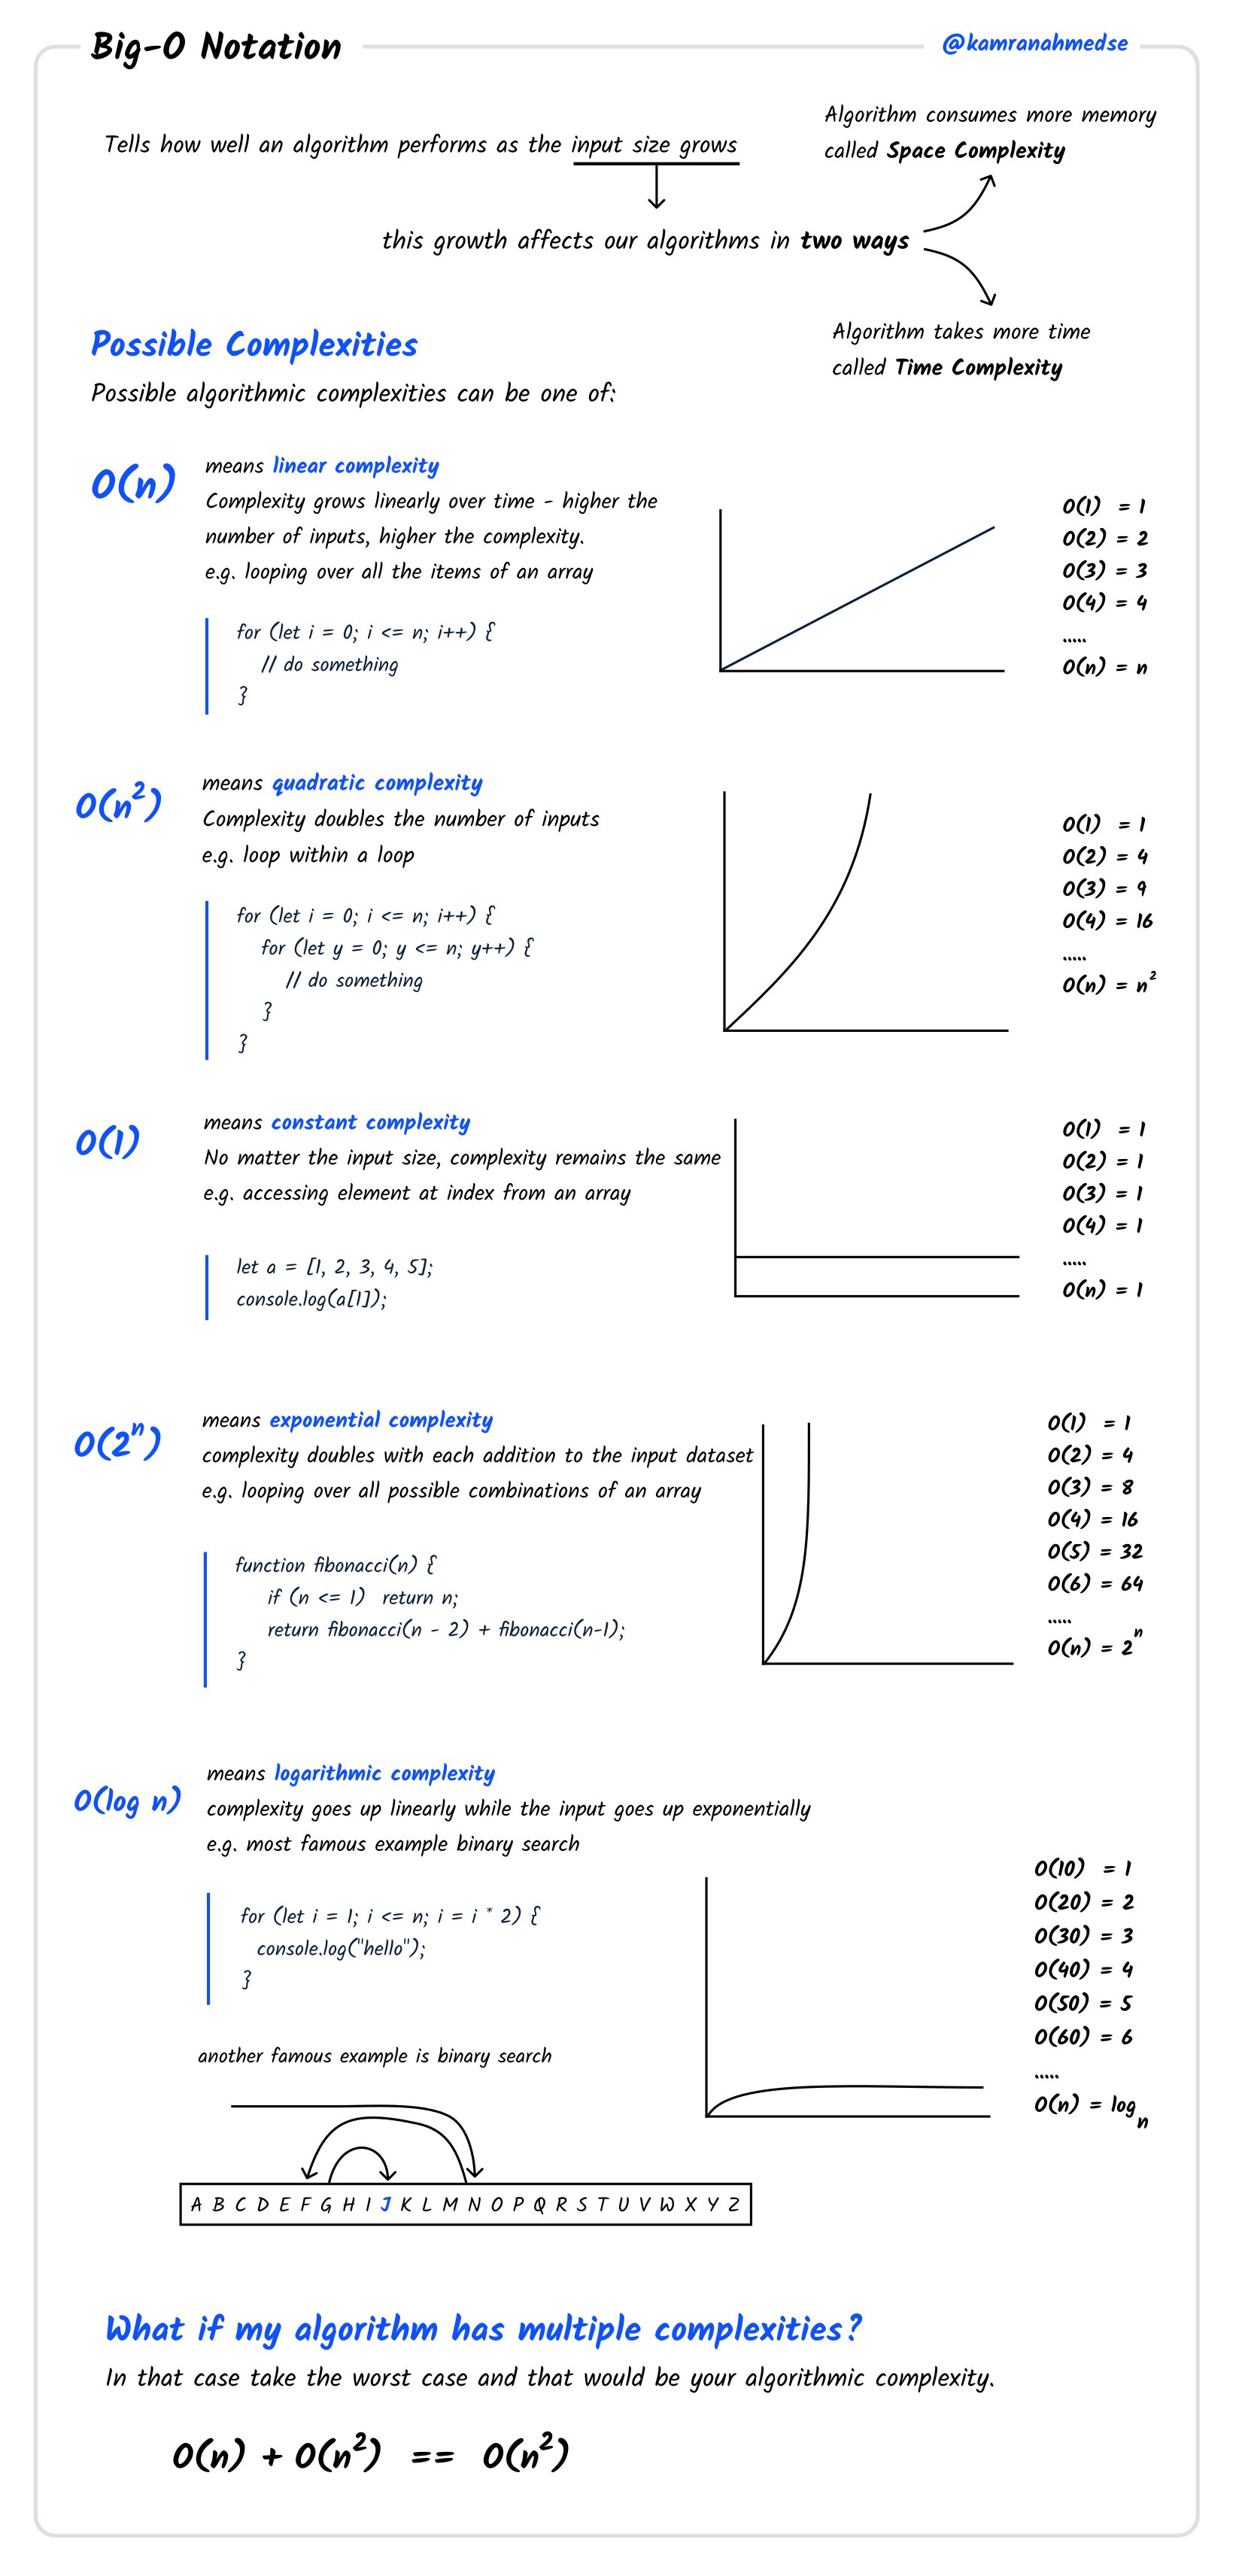 Big-O Notation
@kamranahmedse
Tells how well an algorithm performs as the input size grows
Algorithm consumes more memory
called Space Complexity
this growth affects our algorithms in two ways
Algorithm takes more time
called Time Complexity
Possible Complexities
Possible algorithmic complexities can be one of:
O(n)
means linear complexity
Complexity grows linearly over time - higher the
number of inputs, higher the complexity.
e.g. looping over all the items of an array
for (let i = 0; i <= n; i++) {
// do something
}
O(1) = 1
O(2) = 2
O(3) = 3
O(4) = 4
.....
O(n) = n
O(n²)
means quadratic complexity
Complexity doubles the number of inputs
e.g. loop within a loop
for (let i = 0; i <= n; i++) {
for (let y = 0; y <= n; y++) {
// do something
}
}
O(1) = 1
O(2) = 4
O(3) = 9
O(4) = 16
.....
O(n) = n²
O(1)
means constant complexity
No matter the input size, complexity remains the same
e.g. accessing element at index from an array
let a = [1, 2, 3, 4, 5];
console.log(a[1]);
O(1) = 1
O(2) = 1
O(3) = 1
O(4) = 1
.....
O(n) = 1
O(2ⁿ)
means exponential complexity
complexity doubles with each addition to the input dataset
e.g. looping over all possible combinations of an array
function fibonacci(n) {
if (n <= 1) return n;
return fibonacci(n - 2) + fibonacci(n-1);
}
O(1) = 1
O(2) = 4
O(3) = 8
O(4) = 16
O(5) = 32
O(6) = 64
.....
O(n) = 2ⁿ
O(log n)
means logarithmic complexity
complexity goes up linearly while the input goes up exponentially
e.g. most famous example binary search
for (let i = 1; i <= n; i = i * 2) {
console.log("hello");
}
O(10) = 1
O(20) = 2
O(30) = 3
O(40) = 4
O(50) = 5
O(60) = 6
.....
O(n) = logₙ
another famous example is binary search
A B C D E F G H I J K L M N O P Q R S T U V W X Y Z
What if my algorithm has multiple complexities?
In that case take the worst case and that would be your algorithmic complexity.
O(n) + O(n²) == O(n²)